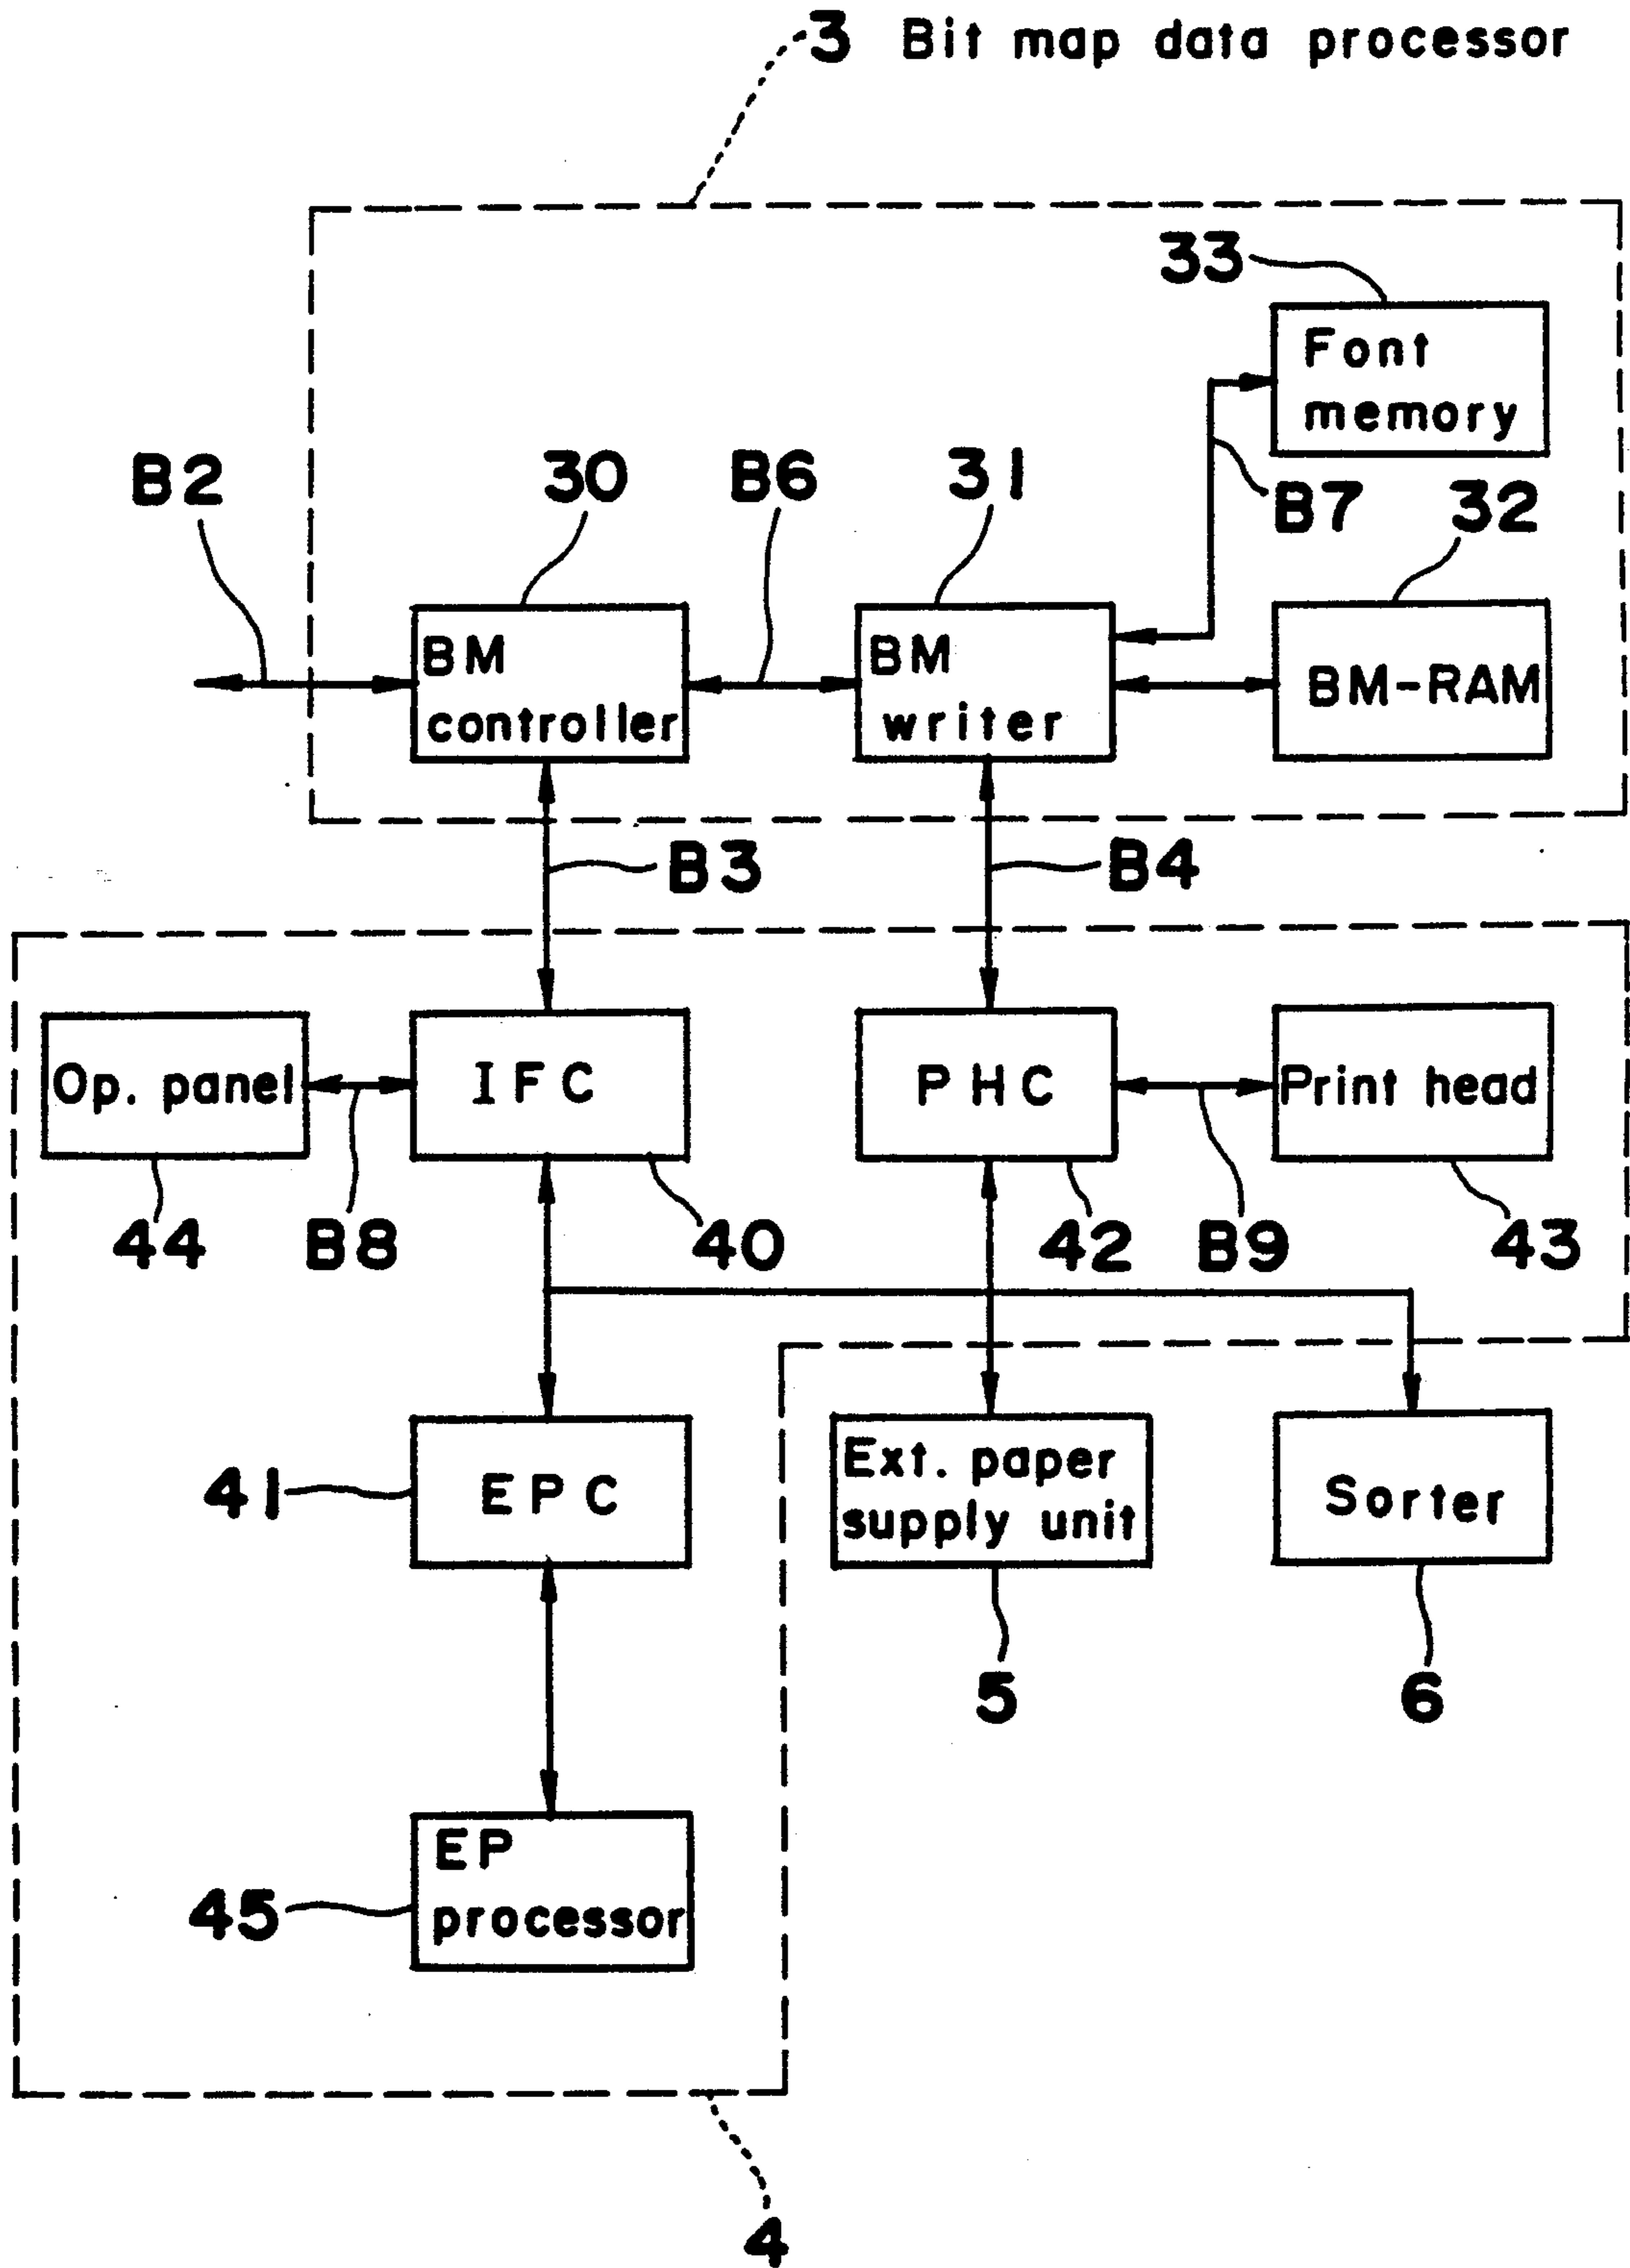 3 Bit map data processor
33
Font
memory
B2
30
B6
31
B7
32
BM
controller
BM
writer
BM-RAM
B3
B4
Op. panel
IFC
PHC
Print head
44
B8
40
42
B9
43
41
EPC
Ext. paper
supply unit
Sorter
5
6
45
EP
processor
4